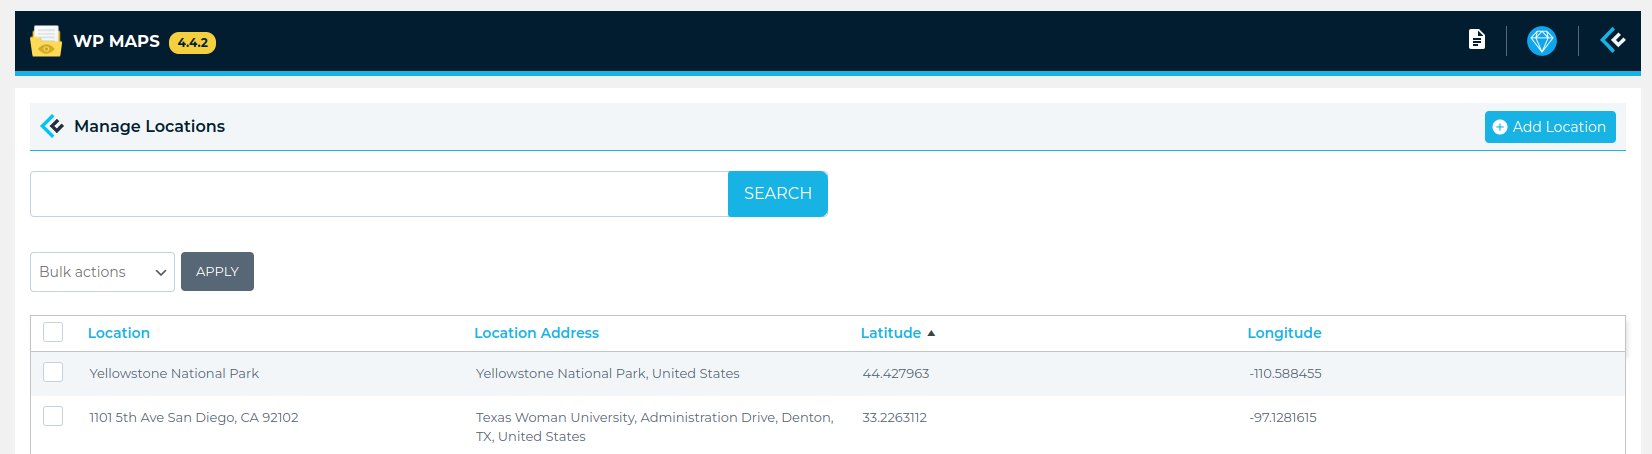 WP MAPS 4.4.2
Manage Locations
Add Location
SEARCH
Bulk actions
APPLY
Location Location Address Latitude Longitude
Yellowstone National Park Yellowstone National Park, United States 44.427963 -110.588455
1101 5th Ave San Diego, CA 92102 Texas Woman University, Administration Drive, Denton, 33.2263112 -97.1281615
TX, United States